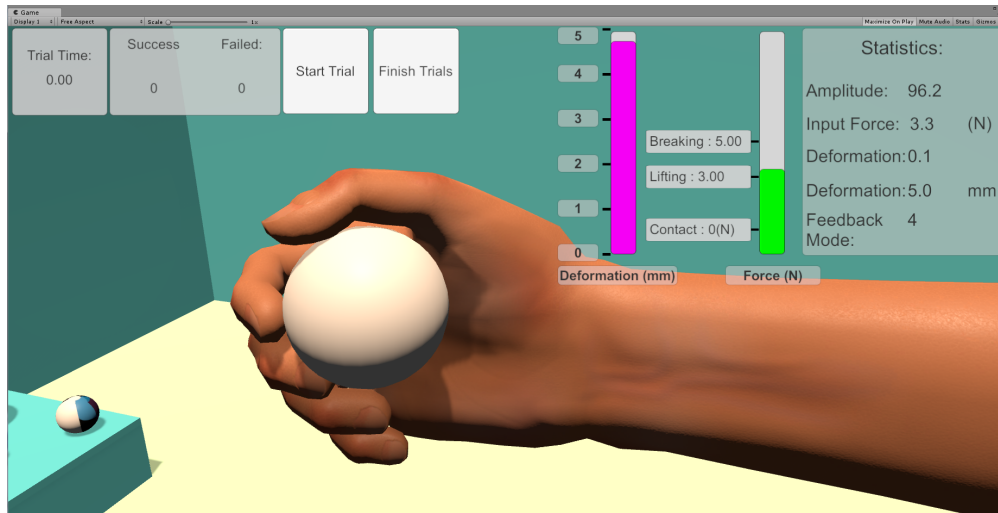 Game
Display 1
Free Aspect
Scale
1x
Maximize On Play
Mute Audio
Stats
Gizmos
Trial Time:
0.00
Success
Failed:
0
0
Start Trial
Finish Trials
5
4
3
2
1
0
Deformation (mm)
Breaking : 5.00
Lifting : 3.00
Contact : 0(N)
Force (N)
Statistics:
Amplitude: 96.2
Input Force: 3.3 (N)
Deformation:0.1
Deformation:5.0 mm
Feedback 4
Mode: